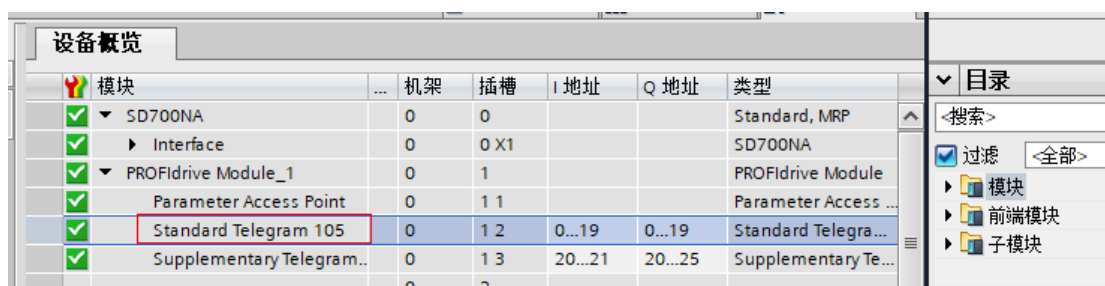 设备概览
模块 ... 机架 插槽 I 地址 Q 地址 类型
SD700NA 0 0 Standard, MRP
Interface 0 0 X1 SD700NA
PROFIdrive Module_1 0 1 PROFIdrive Module
Parameter Access Point 0 1 1 Parameter Access ...
Standard Telegram 105 0 1 2 0...19 0...19 Standard Telegra...
Supplementary Telegram.. 0 1 3 20...21 20...25 Supplementary Te...
目录
<搜索>
过滤 <全部>
模块
前端模块
子模块